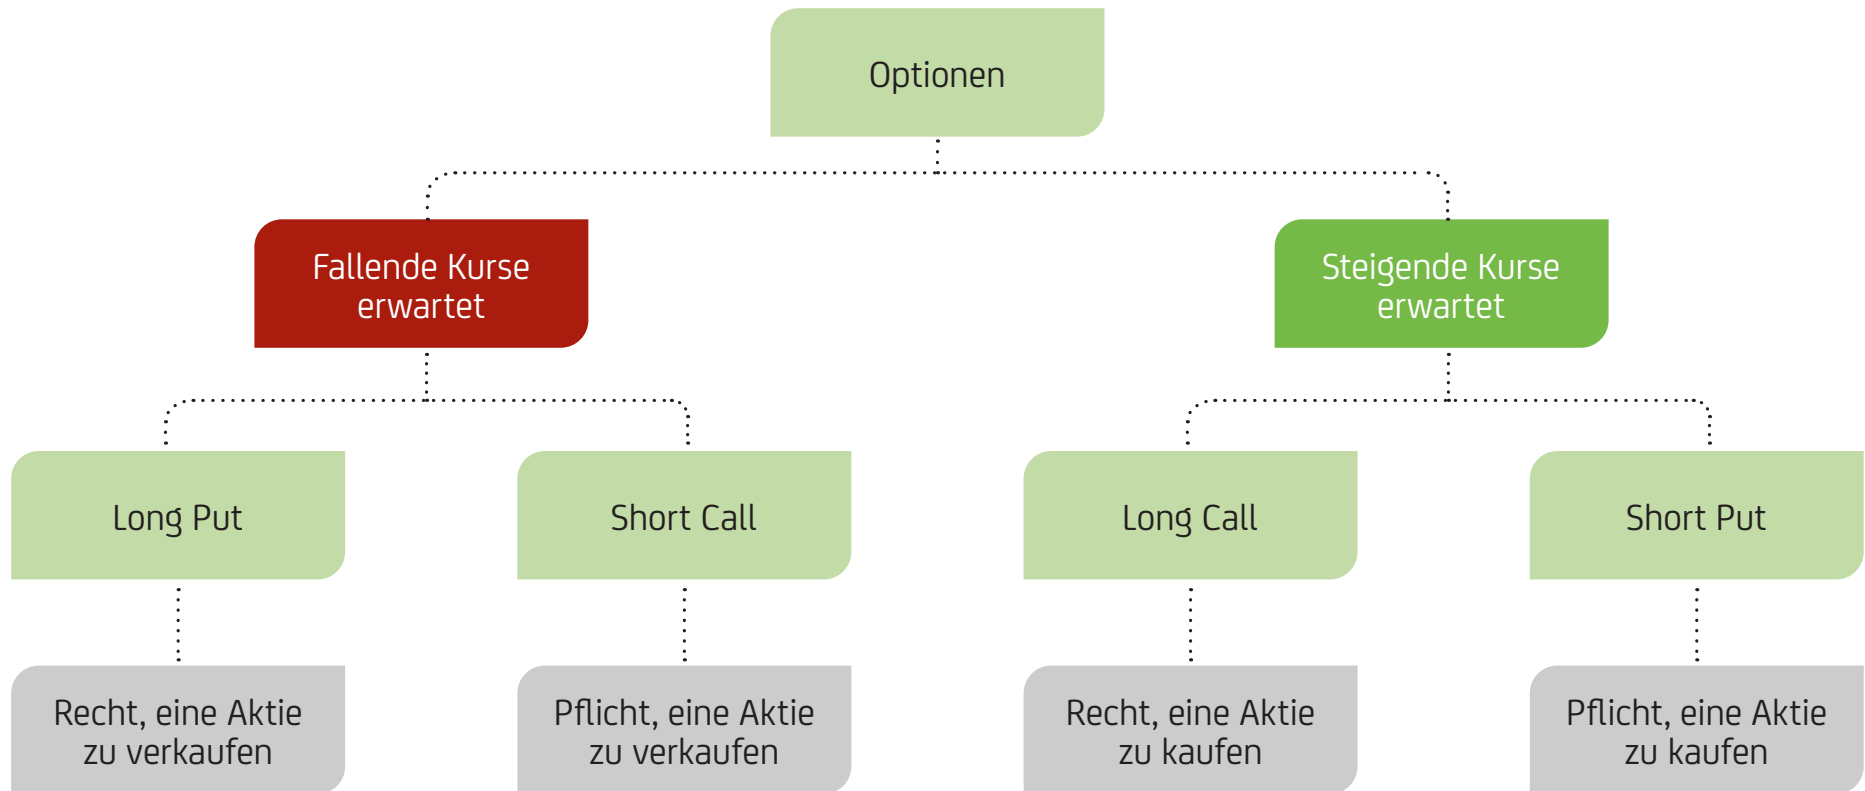 Optionen
Fallende Kurse
erwartet
Steigende Kurse
erwartet
Long Put
Short Call
Long Call
Short Put
Recht, eine Aktie
zu verkaufen
Pflicht, eine Aktie
zu verkaufen
Recht, eine Aktie
zu kaufen
Pflicht, eine Aktie
zu kaufen